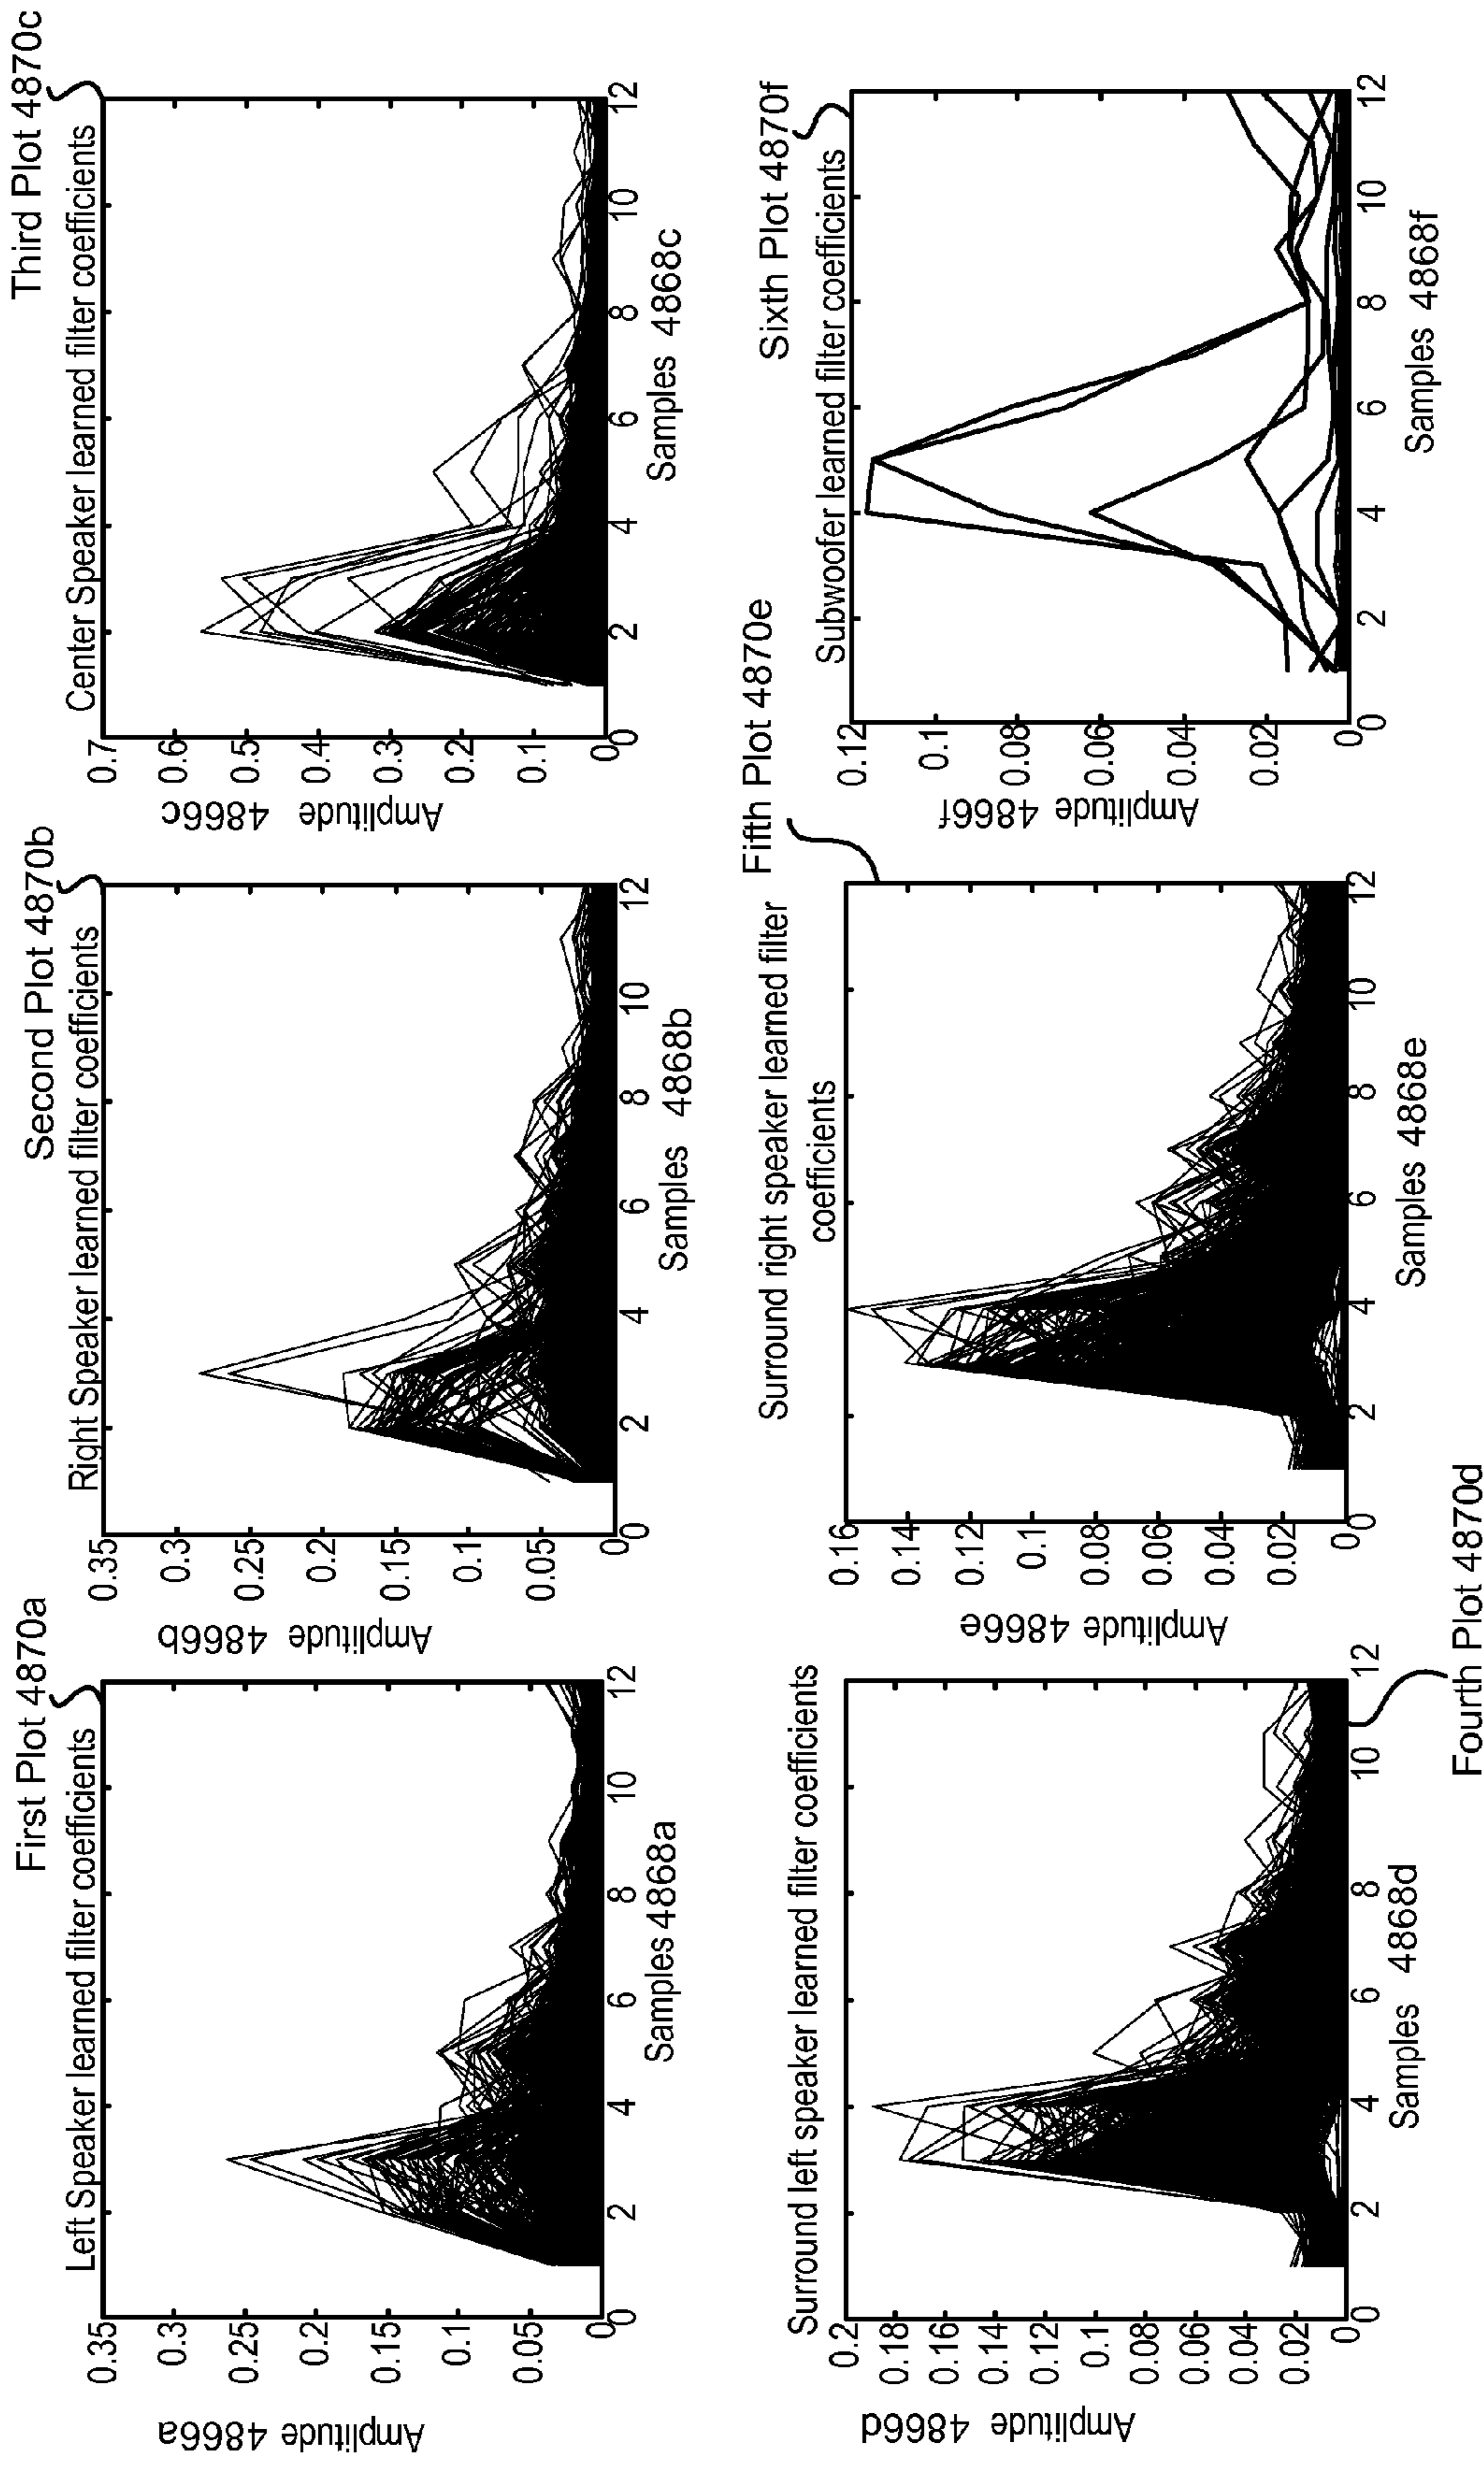 First Plot 4870a
Left Speaker learned filter coefficients
Amplitude 4866a
0.35
0.3
0.25
0.2
0.15
0.1
0.05
0
0 2 4 6 8 10 12
Samples 4868a
Second Plot 4870b
Right Speaker learned filter coefficients
Amplitude 4866b
0.35
0.3
0.25
0.2
0.15
0.1
0.05
0
0 2 4 6 8 10 12
Samples 4868b
Third Plot 4870c
Center Speaker learned filter coefficients
Amplitude
4866c
0.7
0.6
0.5
0.4
0.3
0.2
0.1
0
0 2 4 6 8 10 12
Samples 4868c
Surround left speaker learned filter coefficients
Amplitude 4866d
0.2
0.18
0.16
0.14
0.12
0.1
0.08
0.06
0.04
0.02
0
0 2 4 6 8 10 12
Samples 4868d
Fourth Plot 4870d
Fifth Plot 4870e
Surround right speaker learned filter
coefficients
Amplitude 4866e
0.16
0.14
0.12
0.1
0.08
0.06
0.04
0.02
0
0 2 4 6 8 10 12
Samples 4868e
Sixth Plot 4870f
Subwoofer learned filter coefficients
Amplitude 4866f
0.12
0.1
0.08
0.06
0.04
0.02
0
0 2 4 6 8 10 12
Samples 4868f